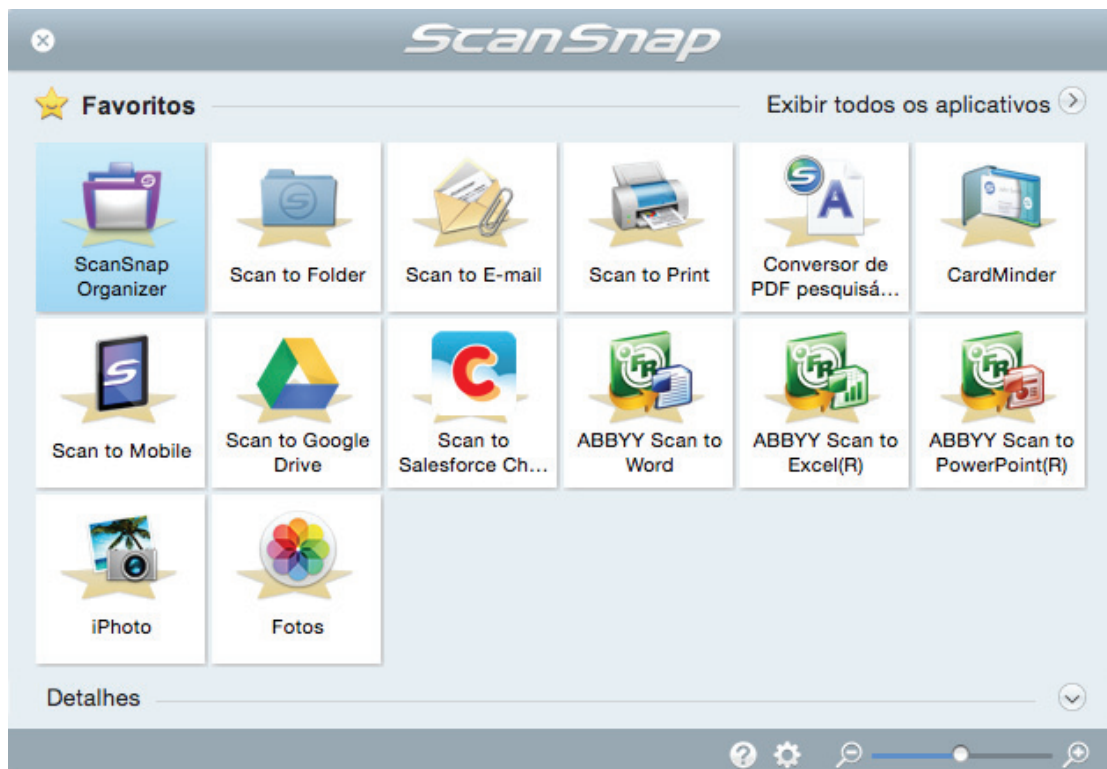 ScanSnap
Favoritos
Exibir todos os aplicativos
ScanSnap
Organizer
Scan to Folder
Scan to E-mail
Scan to Print
Conversor de
PDF pesquisá...
CardMinder
Scan to Mobile
Scan to Google
Drive
Scan to
Salesforce Ch...
ABBYY Scan to
Word
ABBYY Scan to
Excel(R)
ABBYY Scan to
PowerPoint(R)
iPhoto
Fotos
Detalhes